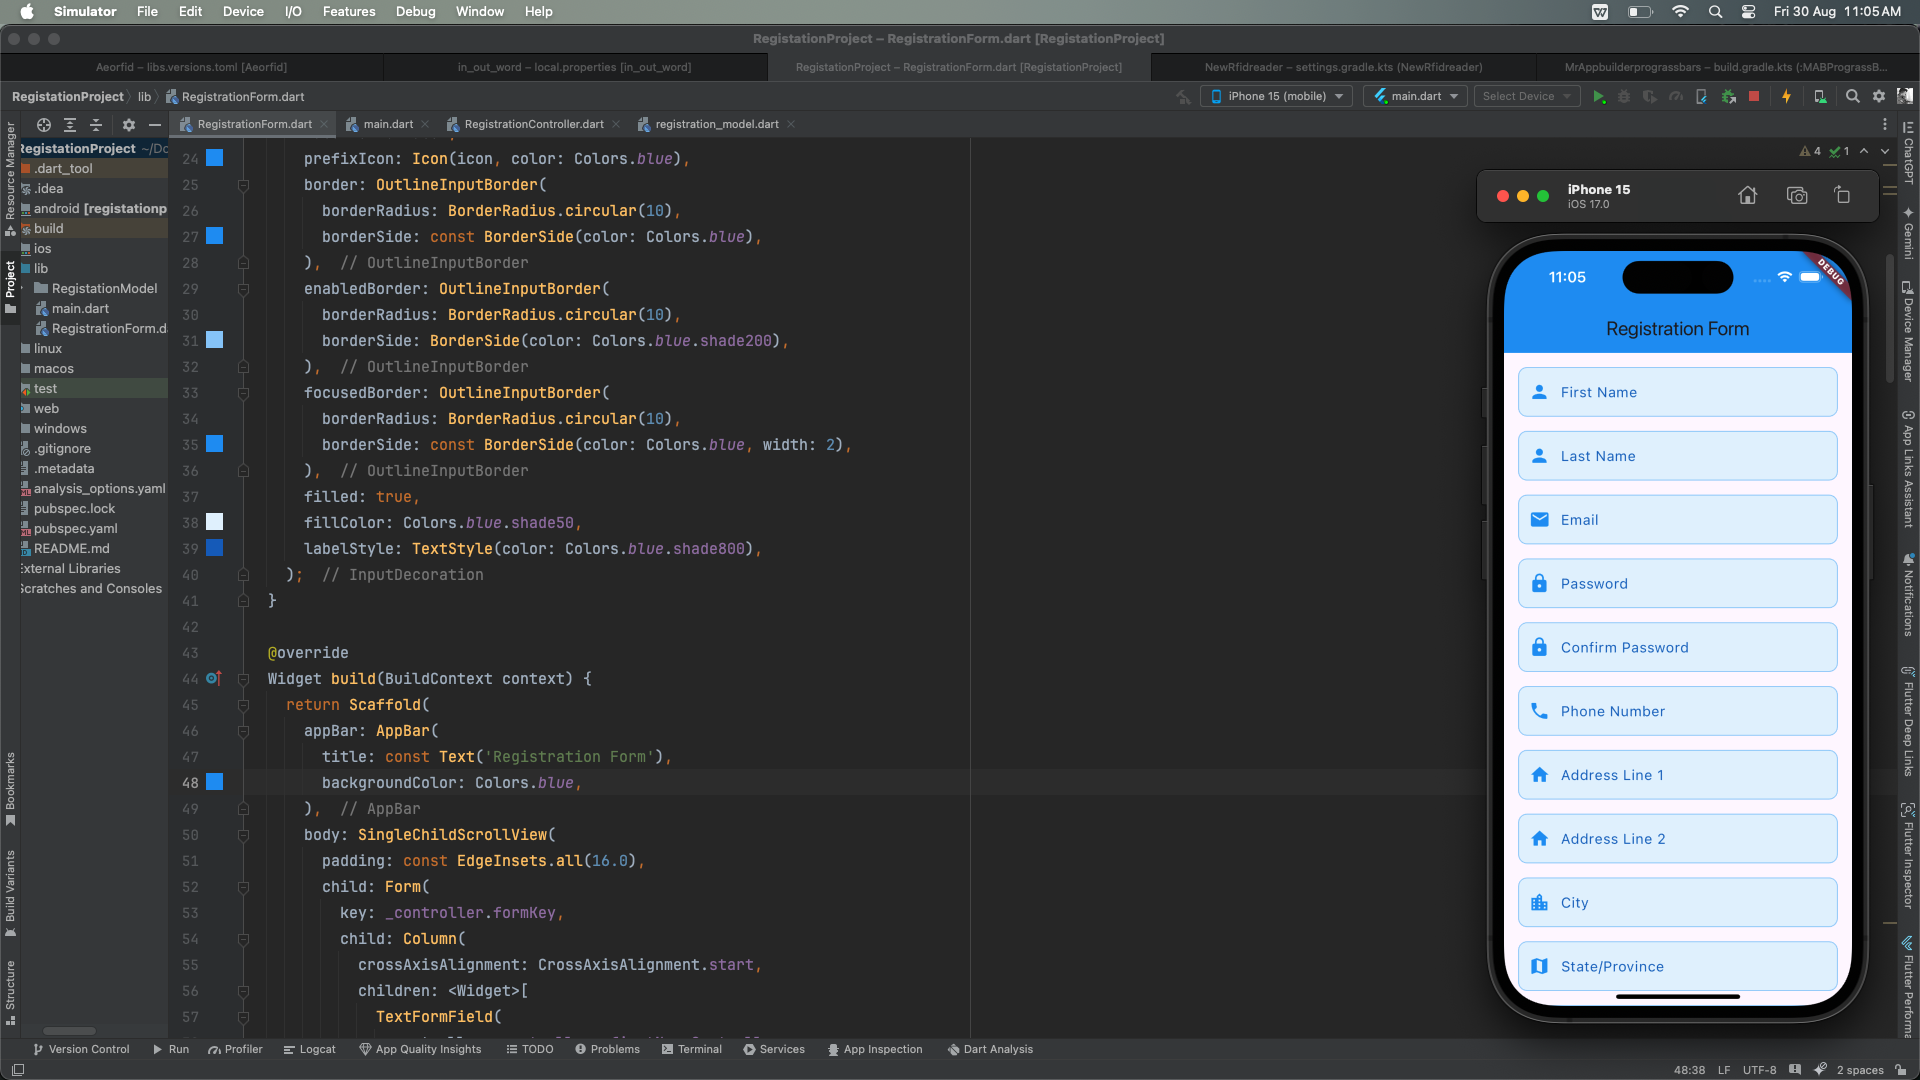 Simulator File Edit View Device I/O Features Debug Window Help
Fri 30 Aug 11:05 AM
RegistationProject – RegistrationForm.dart [RegistationProject]
Aeorfid – libs.versions.toml [Aeorfid]
in_out_word – local.properties [in_out_word]
RegistationProject – RegistrationForm.dart [RegistationProject]
NewRfidreader – settings.gradle.kts (NewRfidreader)
MrAppbuilderprograssbars – build.gradle.kts (:MABPrograssB...
RegistationProject lib RegistrationForm.dart
iPhone 15 (mobile) main.dart Select Device
RegistrationForm.dart main.dart RegistrationController.dart registration_model.dart
Resource Manager
Project
Bookmarks
Build Variants
Structure
RegistationProject ~/Do
.dart_tool
.idea
android [registationp
build
ios
lib
RegistationModel
main.dart
RegistrationForm.da
linux
macos
test
web
windows
.gitignore
.metadata
analysis_options.yaml
pubspec.lock
pubspec.yaml
README.md
External Libraries
Scratches and Consoles
4 1
24 prefixIcon: Icon(icon, color: Colors.blue),
25 border: OutlineInputBorder(
26 borderRadius: BorderRadius.circular(10),
27 borderSide: const BorderSide(color: Colors.blue),
28 ), // OutlineInputBorder
29 enabledBorder: OutlineInputBorder(
30 borderRadius: BorderRadius.circular(10),
31 borderSide: BorderSide(color: Colors.blue.shade200),
32 ), // OutlineInputBorder
33 focusedBorder: OutlineInputBorder(
34 borderRadius: BorderRadius.circular(10),
35 borderSide: const BorderSide(color: Colors.blue, width: 2),
36 ), // OutlineInputBorder
37 filled: true,
38 fillColor: Colors.blue.shade50,
39 labelStyle: TextStyle(color: Colors.blue.shade800),
40 ); // InputDecoration
41 }
42
43 @override
44 Widget build(BuildContext context) {
45 return Scaffold(
46 appBar: AppBar(
47 title: const Text('Registration Form'),
48 backgroundColor: Colors.blue,
49 ), // AppBar
50 body: SingleChildScrollView(
51 padding: const EdgeInsets.all(16.0),
52 child: Form(
53 key: _controller.formKey,
54 child: Column(
55 crossAxisAlignment: CrossAxisAlignment.start,
56 children: <Widget>[
57 TextFormField(
iPhone 15
iOS 17.0
11:05
DEBUG
Registration Form
First Name
Last Name
Email
Password
Confirm Password
Phone Number
Address Line 1
Address Line 2
City
State/Province
ChatGPT
Gemini
Device Manager
App Links Assistant
Notifications
Flutter Deep Links
Flutter Inspector
Flutter Performa
Version Control Run Profiler Logcat App Quality Insights TODO Problems Terminal Services App Inspection Dart Analysis
48:38 LF UTF-8 2 spaces